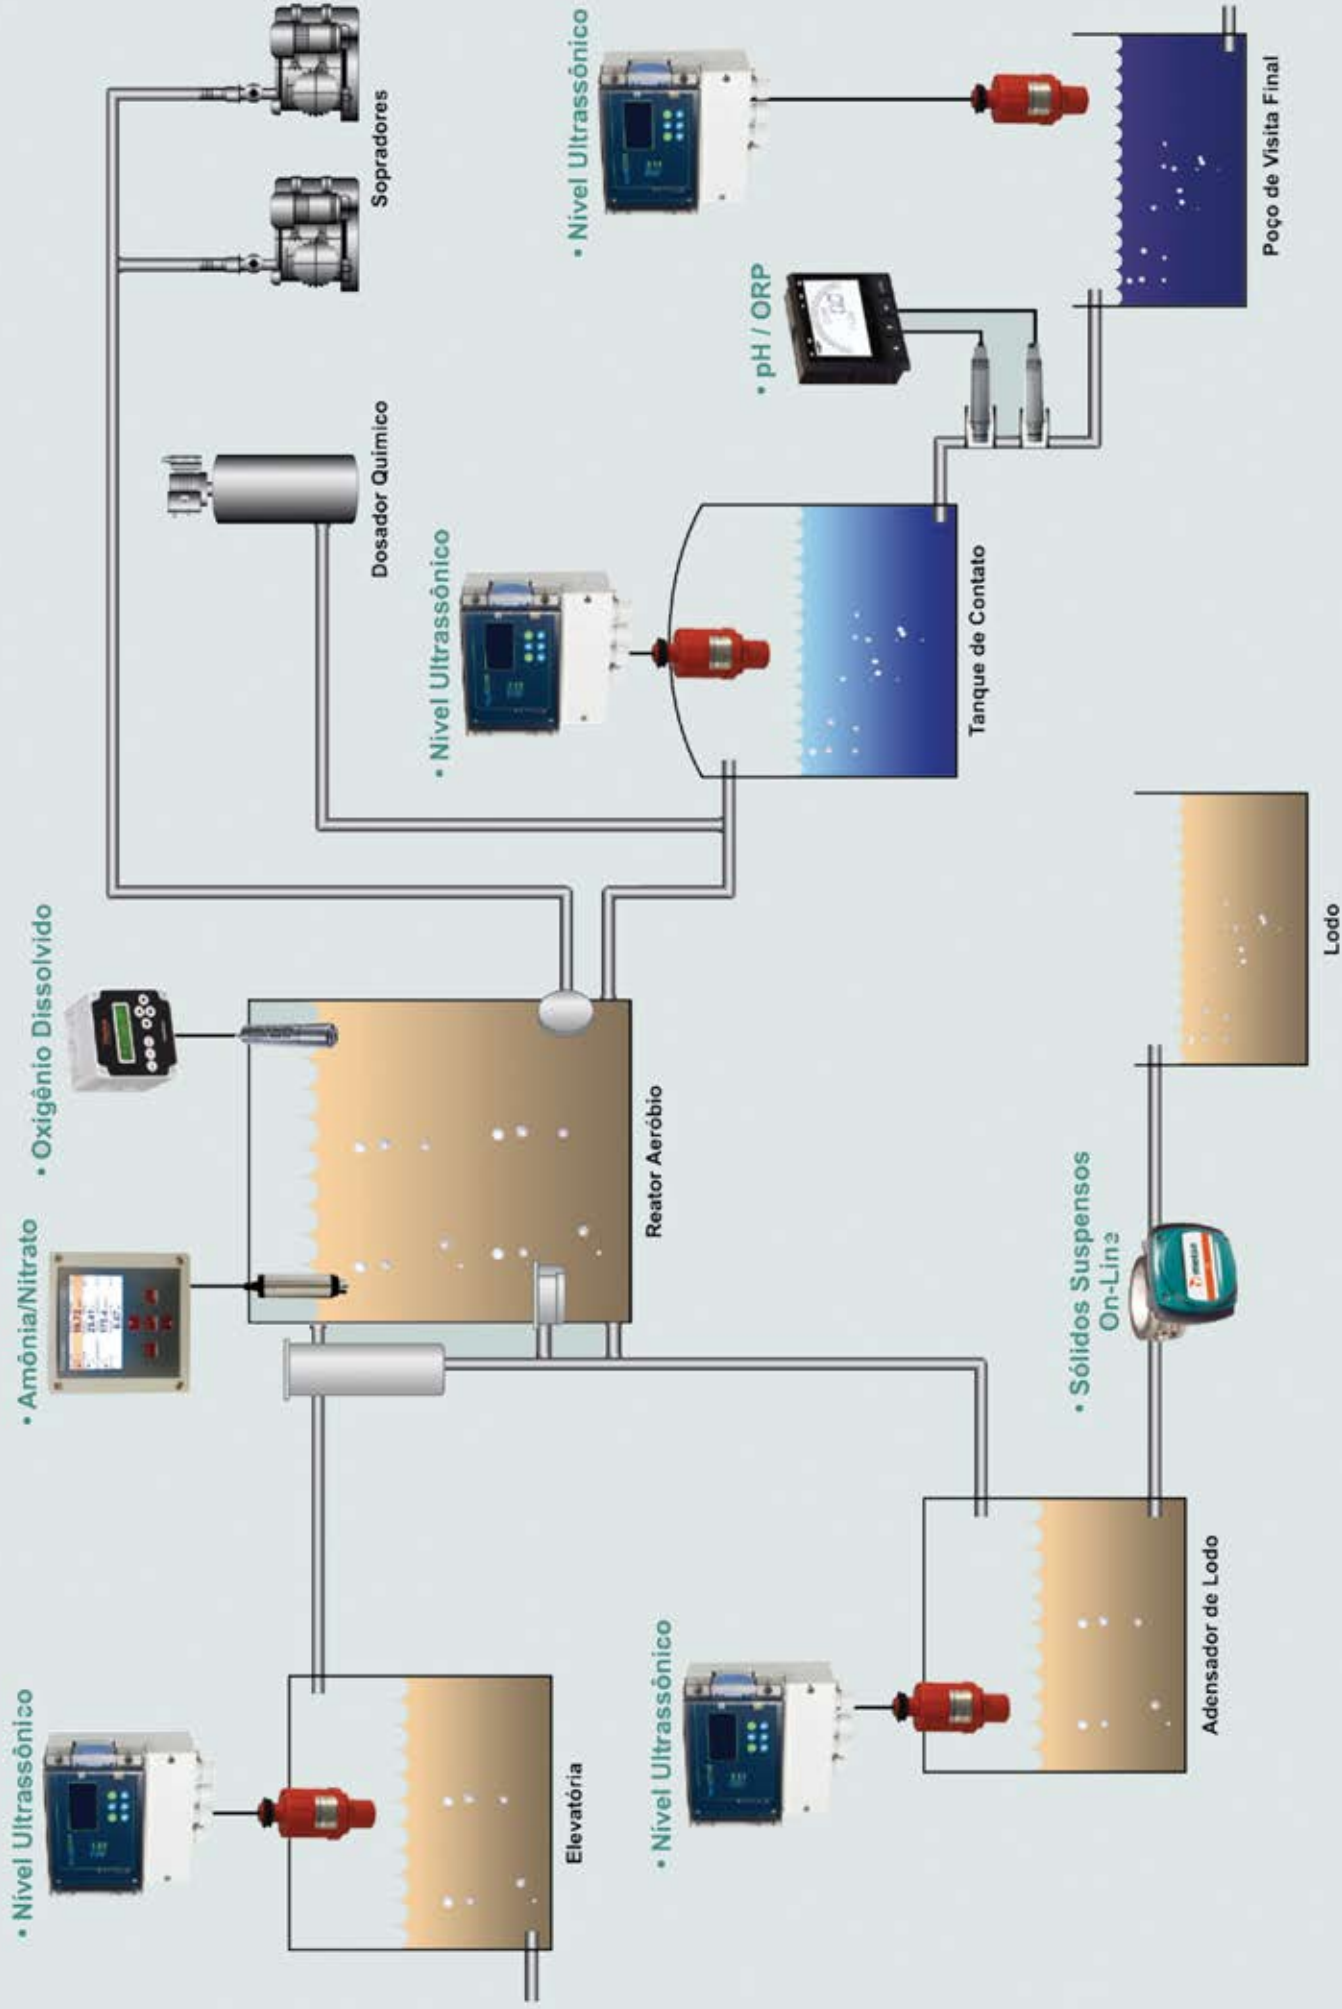 • Nível Ultrassônico
Elevatória
• Amônia/Nitrato
• Oxigênio Dissolvido
Reator Aeróbio
Sopradores
Dosador Químico
• Nível Ultrassônico
Tanque de Contato
• pH / ORP
• Nível Ultrassônico
Poço de Visita Final
• Nível Ultrassônico
Adensador de Lodo
• Sólidos Suspensos
On-Line
metso
Lodo